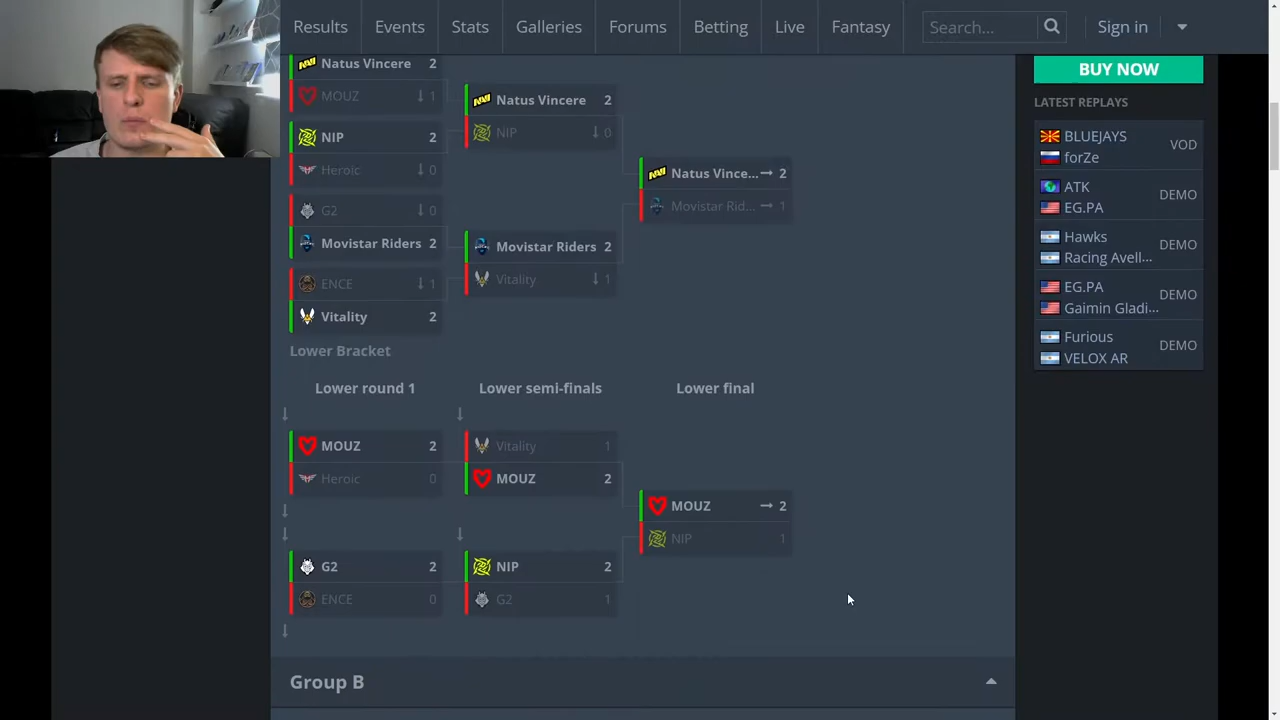 Results Events Stats Galleries Forums Betting Live Fantasy Search... Sign in
Natus Vincere 2
MOUZ 1
NIP 2
Heroic 0
G2 0
Movistar Riders 2
ENCE 1
Vitality 2
Natus Vincere 2
NIP 0
Movistar Riders 2
Vitality 1
Natus Vince... 2
Movistar Rid... 1
Lower Bracket
Lower round 1
Lower semi-finals
Lower final
MOUZ 2
Heroic 0
G2 2
ENCE 0
Vitality 1
MOUZ 2
NIP 2
G2 1
MOUZ 2
NIP 1
Group B
BUY NOW
LATEST REPLAYS
BLUEJAYS
forZe
VOD
ATK
EG.PA
DEMO
Hawks
Racing Avell...
DEMO
EG.PA
Gaimin Gladi...
DEMO
Furious
VELOX AR
DEMO